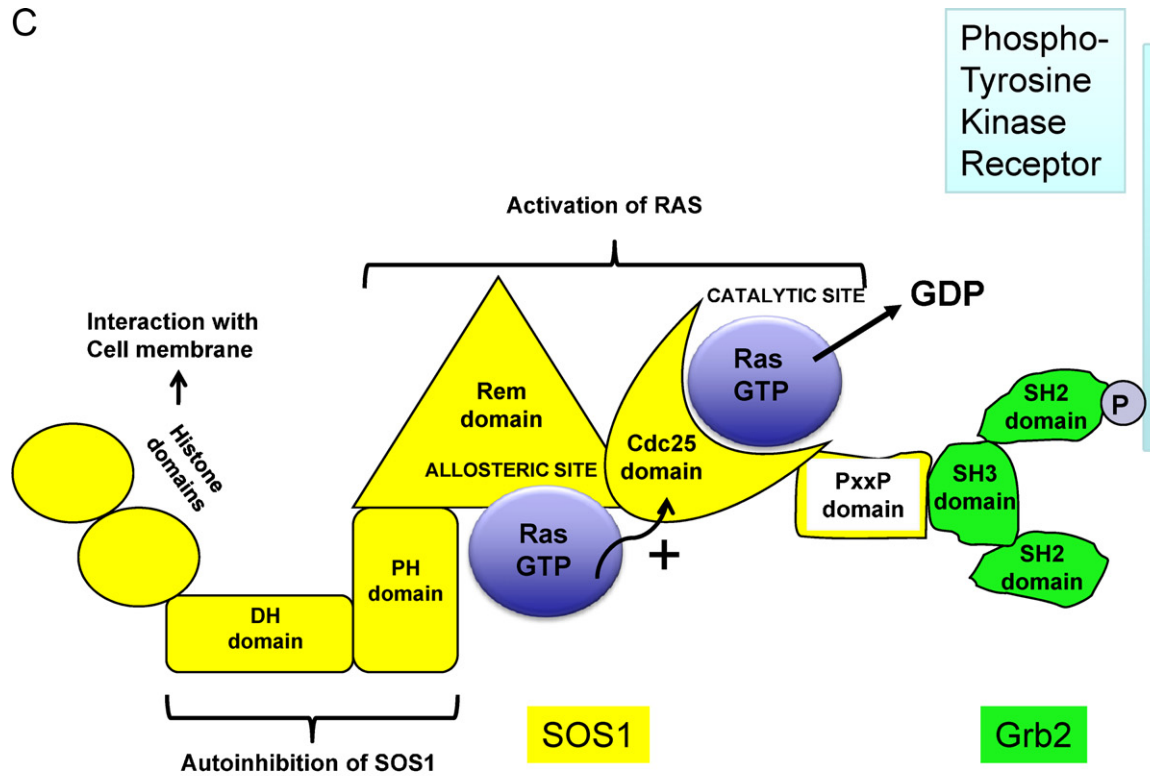 C
Phospho-
Tyrosine
Kinase
Receptor
Activation of RAS
CATALYTIC SITE
GDP
Interaction with
Cell membrane
Histone
domains
Rem
domain
ALLOSTERIC SITE
Ras
GTP
Cdc25
domain
Ras
GTP
+
PxxP
domain
SH2
domain
P
SH3
domain
SH2
domain
PH
domain
DH
domain
Autoinhibition of SOS1
SOS1
Grb2